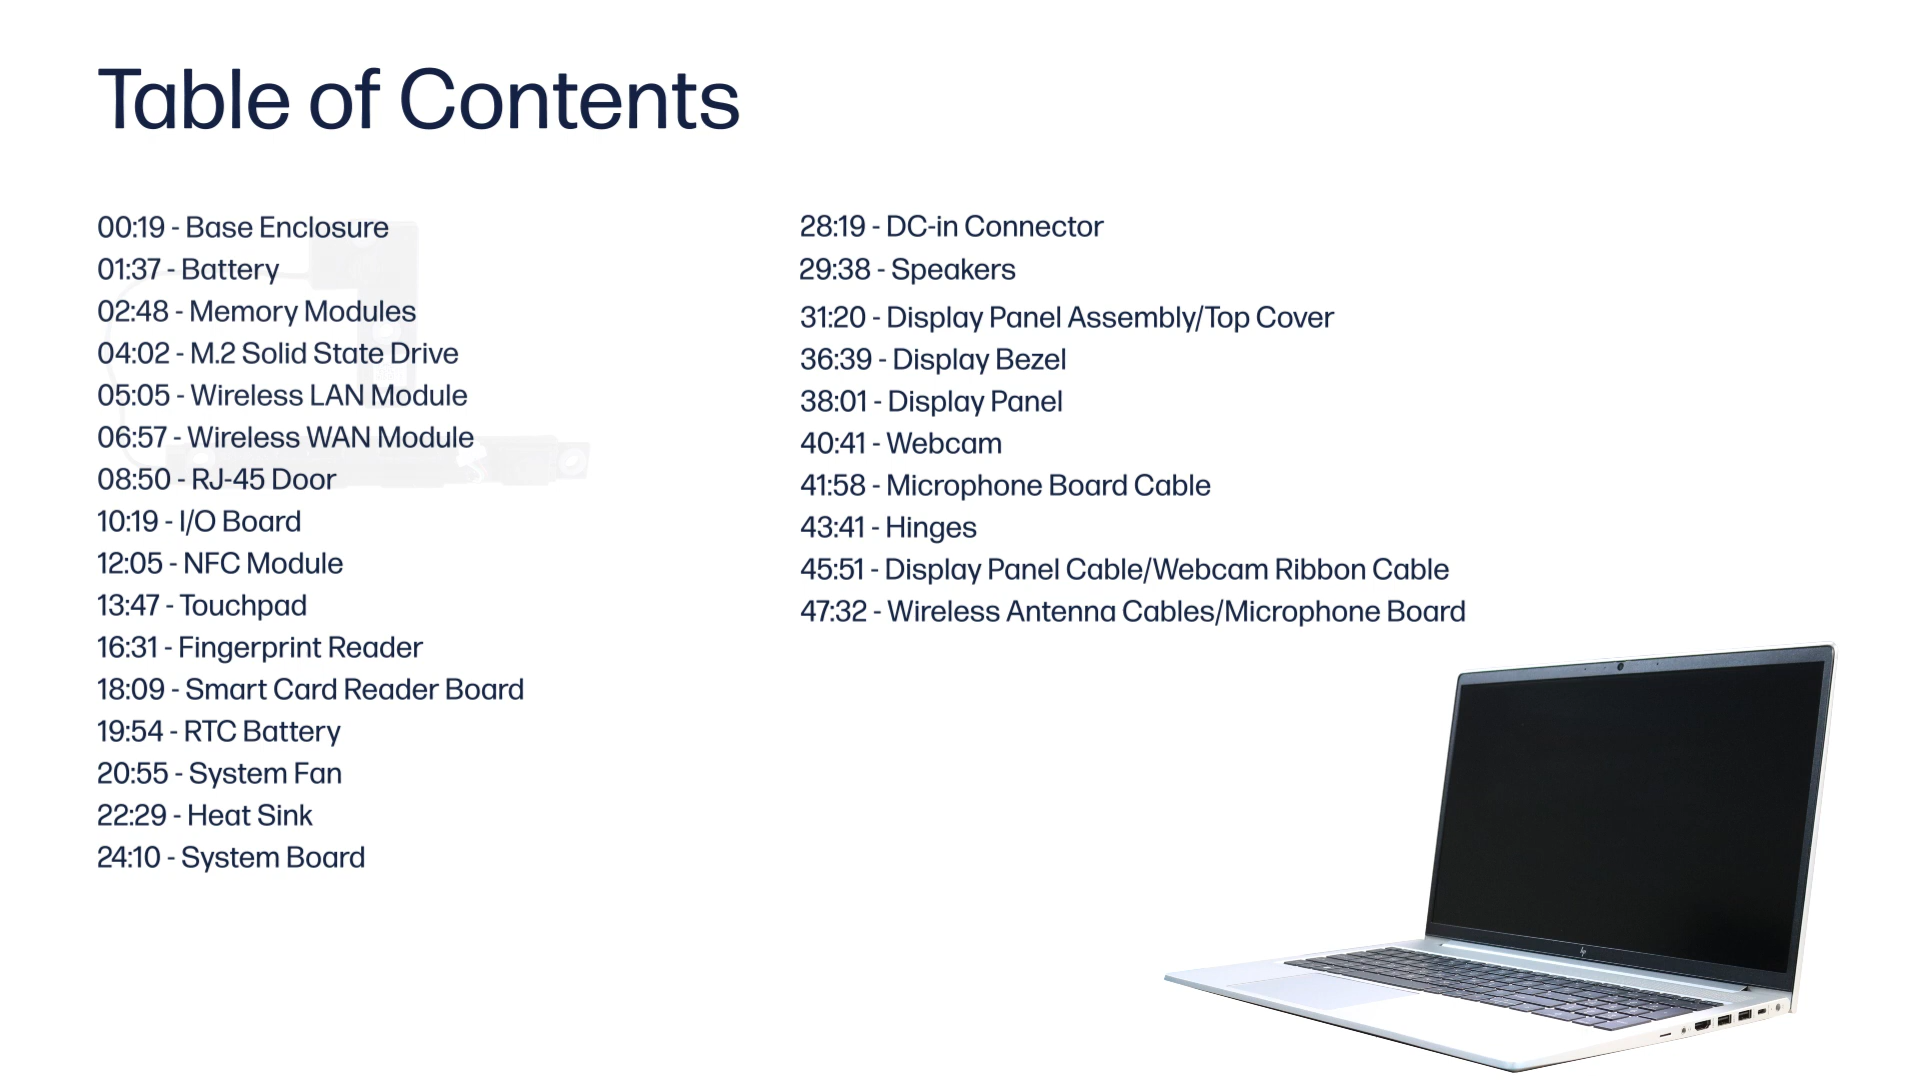 Table of Contents
00:19 - Base Enclosure
01:37 - Battery
02:48 - Memory Modules
04:02 - M.2 Solid State Drive
05:05 - Wireless LAN Module
06:57 - Wireless WAN Module
08:50 - RJ-45 Door
10:19 - I/O Board
12:05 - NFC Module
13:47 - Touchpad
16:31 - Fingerprint Reader
18:09 - Smart Card Reader Board
19:54 - RTC Battery
20:55 - System Fan
22:29 - Heat Sink
24:10 - System Board
28:19 - DC-in Connector
29:38 - Speakers
31:20 - Display Panel Assembly/Top Cover
36:39 - Display Bezel
38:01 - Display Panel
40:41 - Webcam
41:58 - Microphone Board Cable
43:41 - Hinges
45:51 - Display Panel Cable/Webcam Ribbon Cable
47:32 - Wireless Antenna Cables/Microphone Board
hp